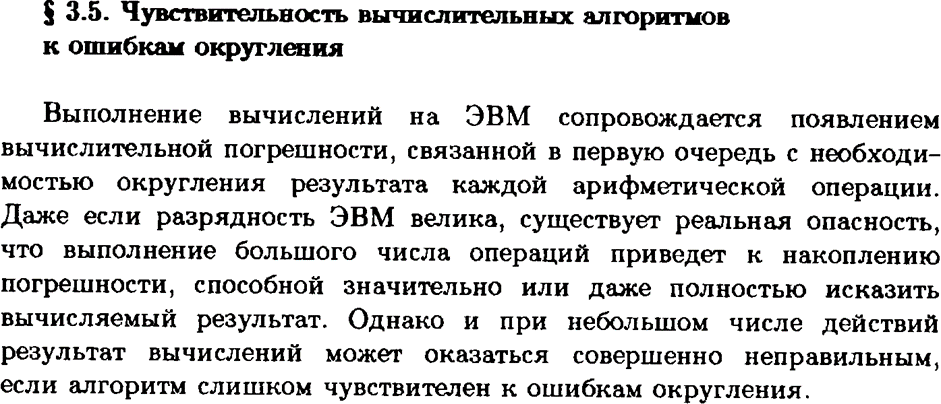 § 3.5. Чувствительность вычислительных алгоритмов
к ошибкам округления
Выполнение вычислений на ЭВМ сопровождается появлением
вычислительной погрешности, связанной в первую очередь с необходи-
мостью округления результата каждой арифметической операции.
Даже если разрядность ЭВМ велика, существует реальная опасность,
что выполнение большого числа операций приведет к накоплению
погрешности, способной значительно или даже полностью исказить
вычисляемый результат. Однако и при небольшом числе действий
результат вычислений может оказаться совершенно неправильным,
если алгоритм слишком чувствителен к ошибкам округления.